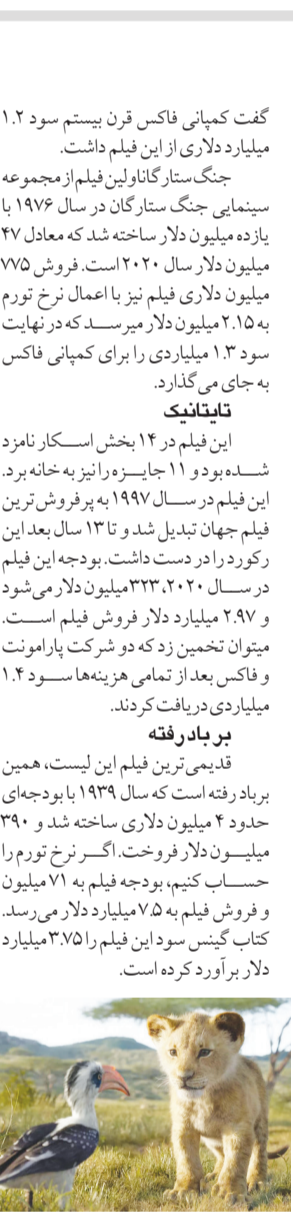 گفت کمپانی فاکس قرن بیستم سود ۱.۲
میلیارد دلاری از این فیلم داشت.
جنگ ستارگان اولین فیلم از مجموعه
سینمایی جنگ ستارگان در سال ۱۹۷۶ با
یازده میلیون دلار ساخته شد که معادل ۴۷
میلیون دلار سال ۲۰۲۰ است. فروش ۷۷۵
میلیون دلاری فیلم نیز با اعمال نرخ تورم
به ۲.۱۵ میلیون دلار میرسد که در نهایت
سود ۱.۳ میلیاردی را برای کمپانی فاکس
به جای می‌گذارد.
تایتانیک
این فیلم در ۱۴ بخش اسکار نامزد
شده بود و ۱۱ جایزه را نیز به خانه برد.
این فیلم در سال ۱۹۹۷ به پرفروش ترین
فیلم جهان تبدیل شد و تا ۱۳ سال بعد این
رکورد را در دست داشت. بودجه این فیلم
در سال ۲۰۲۰، ۳۲۳ میلیون دلار می‌شود
و ۲.۹۷ میلیارد دلار فروش فیلم است.
میتوان تخمین زد که دو شرکت پارامونت
و فاکس بعد از تمامی هزینه‌ها سود ۱.۴
میلیاردی دریافت کردند.
بر باد رفته
قدیمی ترین فیلم این لیست، همین
برباد رفته است که سال ۱۹۳۹ با بودجه‌ای
حدود ۴ میلیون دلاری ساخته شد و ۳۹۰
میلیون دلار فروخت. اگر نرخ تورم را
حساب کنیم، بودجه فیلم به ۷۱ میلیون
و فروش فیلم به ۷.۵ میلیارد دلار می‌رسد.
کتاب گینس سود این فیلم را ۳.۷۵ میلیارد
دلار برآورد کرده است.